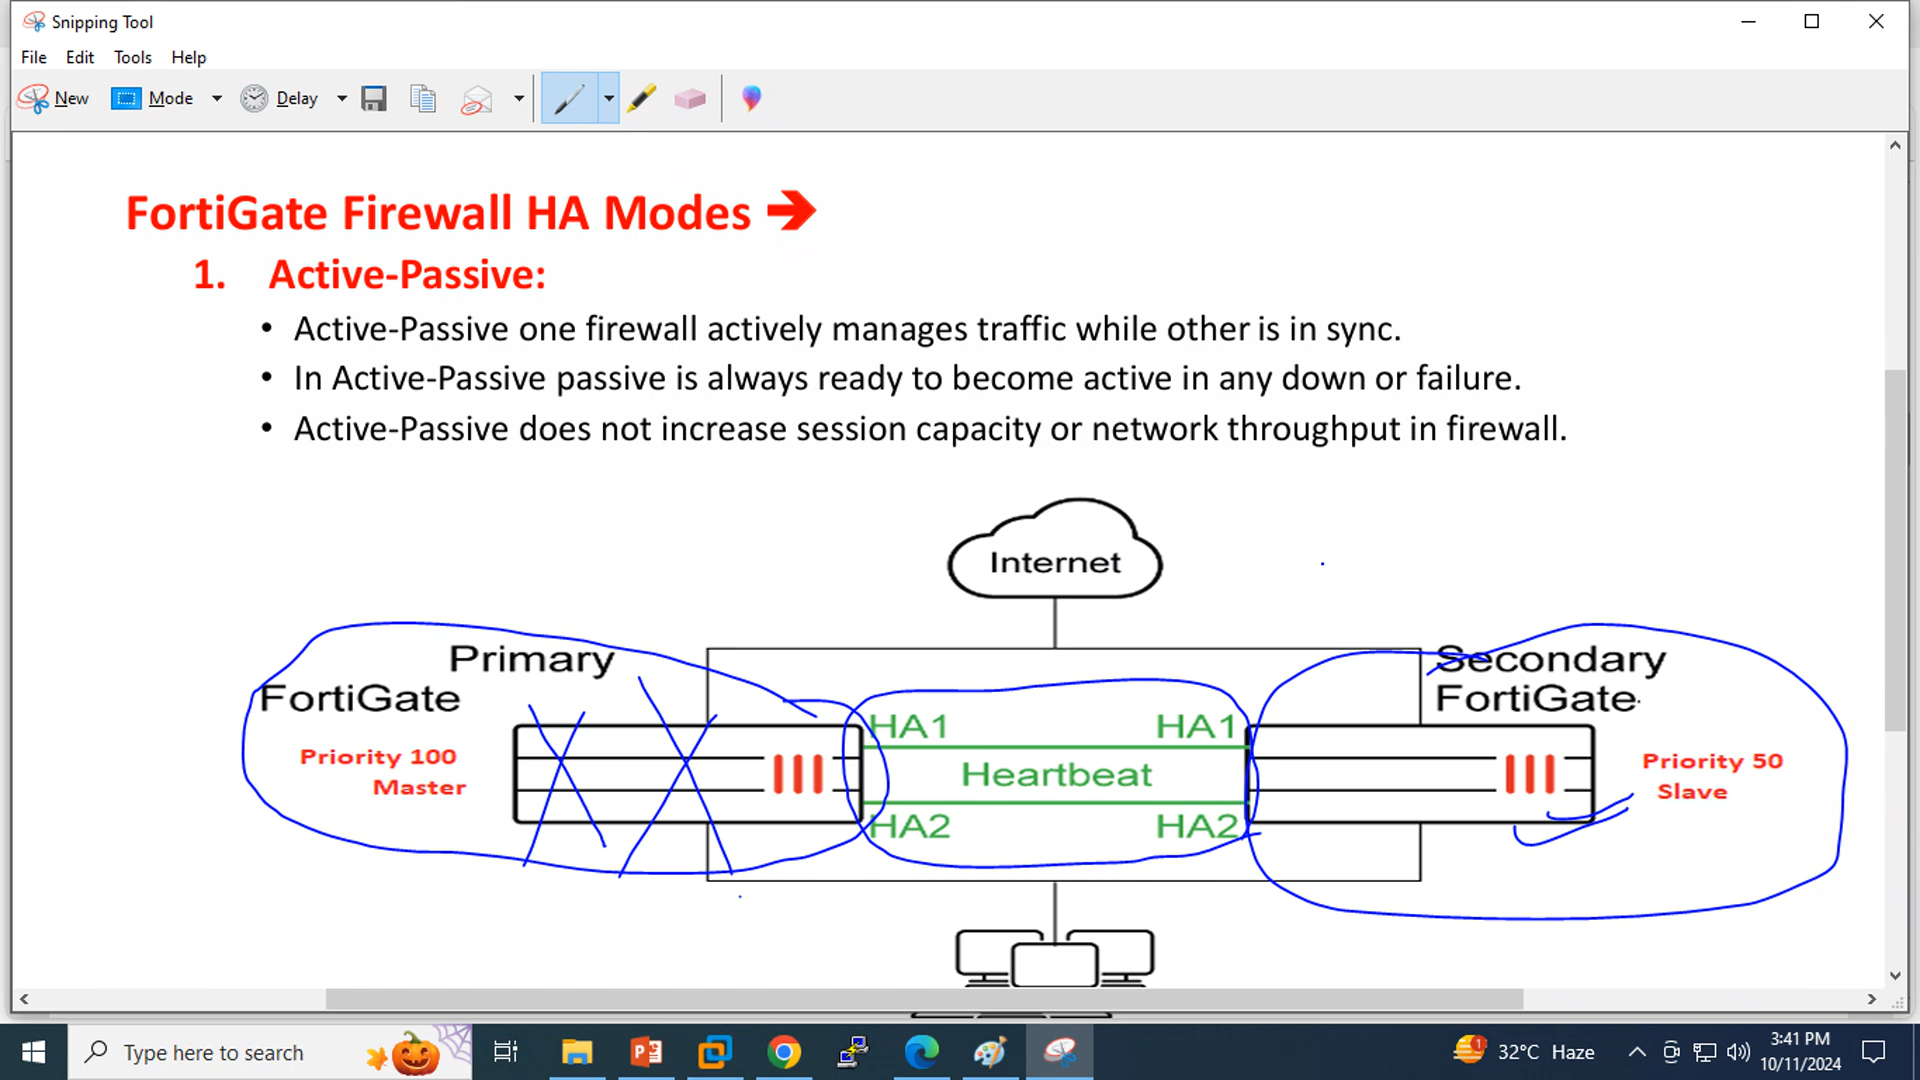 Snipping Tool
File Edit Tools Help
New Mode Delay
FortiGate Firewall HA Modes ➔
1. Active-Passive:
• Active-Passive one firewall actively manages traffic while other is in sync.
• In Active-Passive passive is always ready to become active in any down or failure.
• Active-Passive does not increase session capacity or network throughput in firewall.
Internet
Primary
FortiGate
Priority 100
Master
HA1 HA1
Heartbeat
HA2 HA2
Secondary
FortiGate
Priority 50
Slave
Type here to search
1
32°C Haze
3:41 PM
10/11/2024